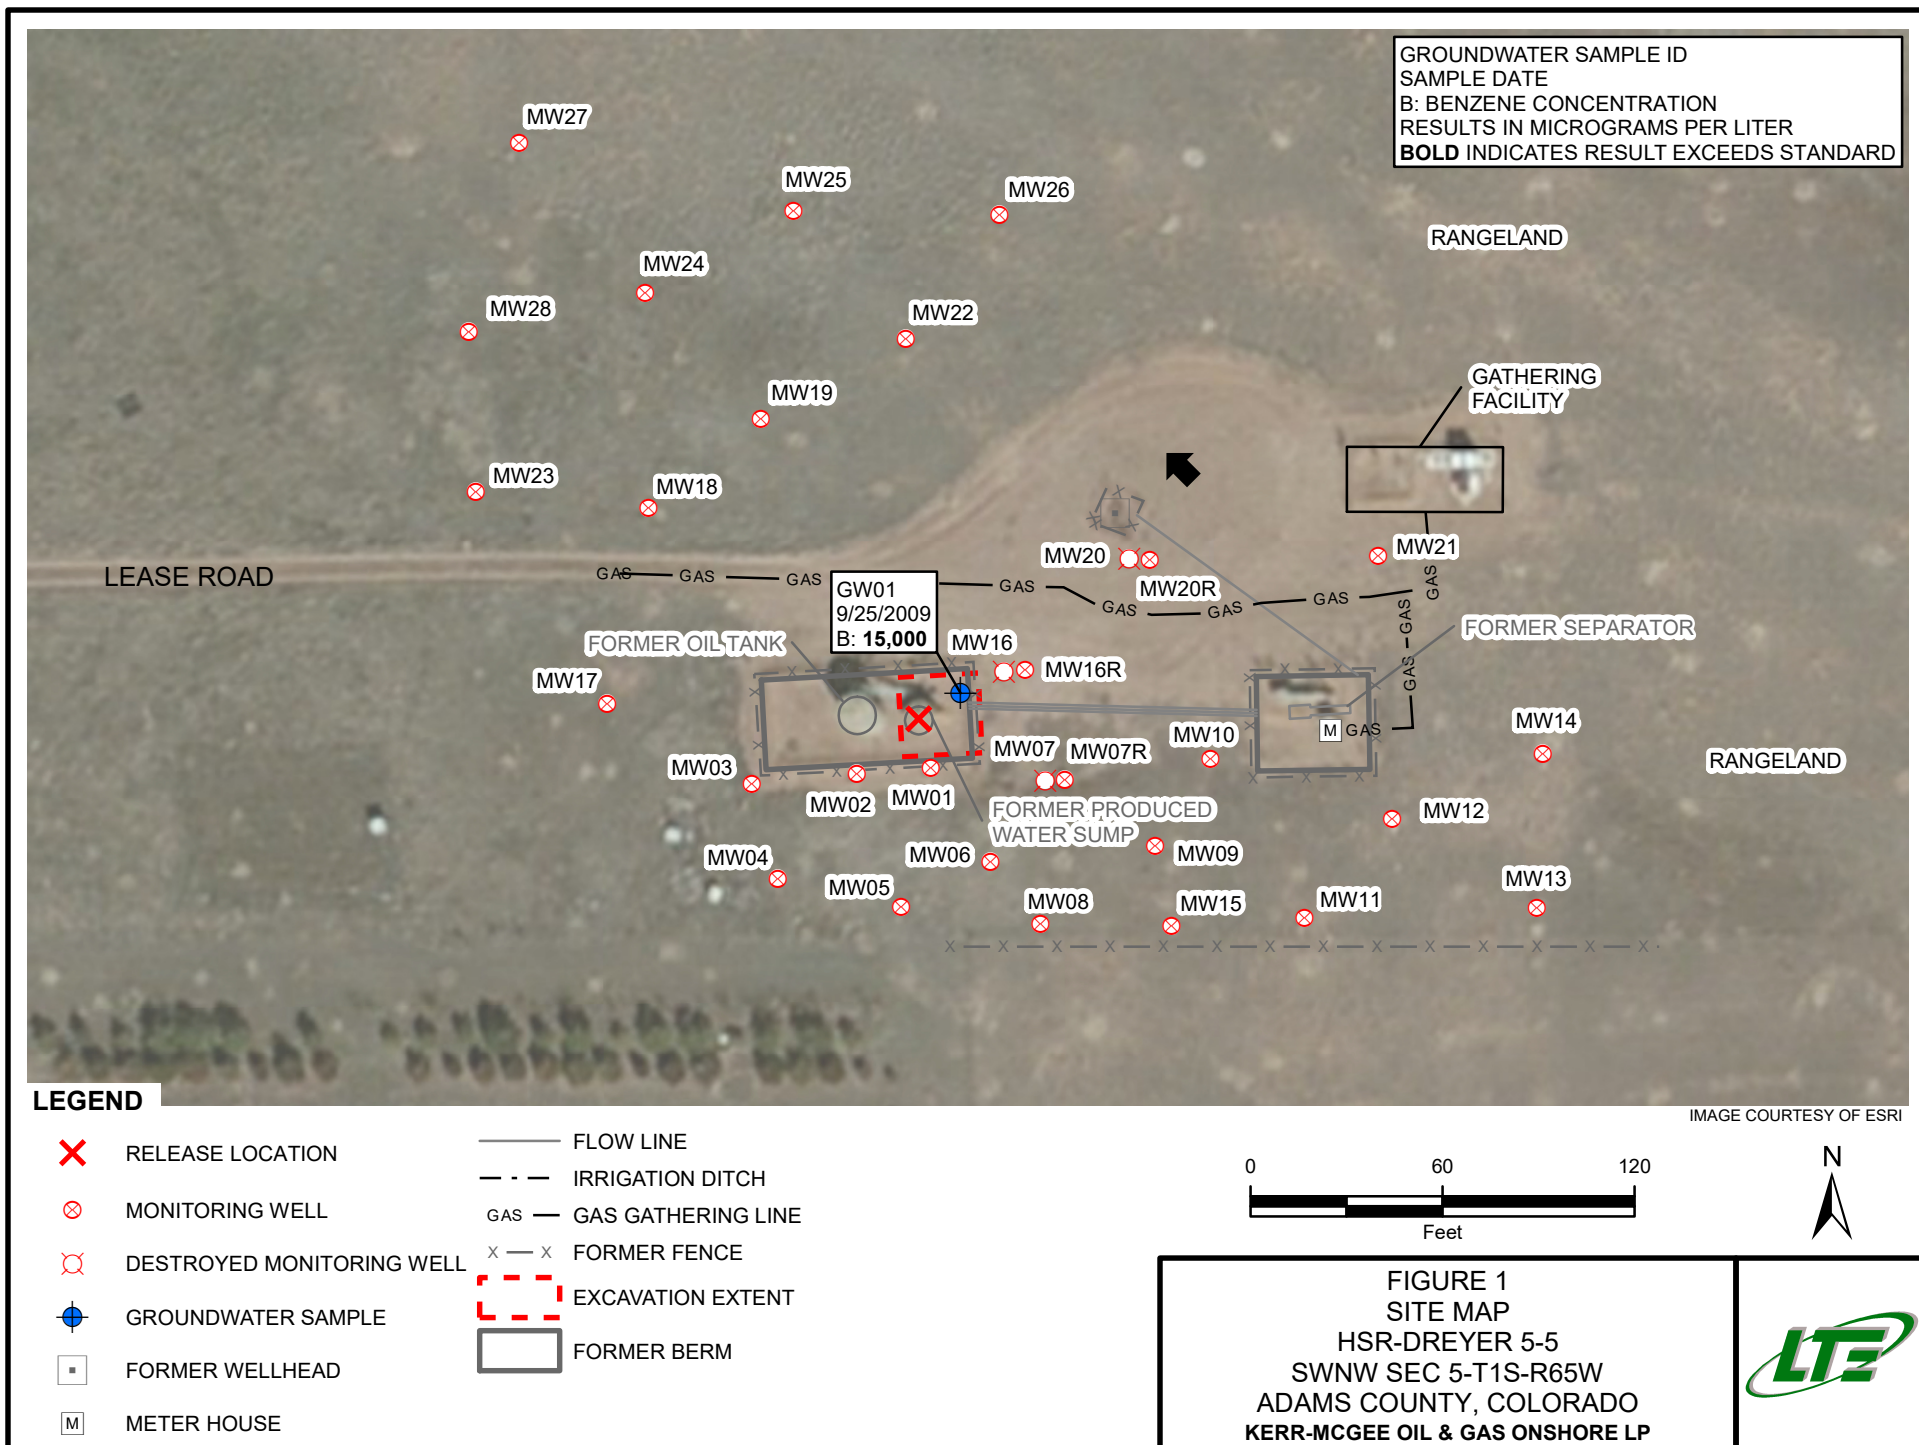 GROUNDWATER SAMPLE ID
SAMPLE DATE
B: BENZENE CONCENTRATION
RESULTS IN MICROGRAMS PER LITER
BOLD INDICATES RESULT EXCEEDS STANDARD
MW27
MW25
MW26
RANGELAND
MW24
MW28
MW22
GATHERING
FACILITY
MW19
MW23
MW18
MW20
MW21
LEASE ROAD
GAS GAS GAS GAS GAS GAS GAS GAS
MW20R
GW01
9/25/2009
B: 15,000
GAS
FORMER OIL TANK
MW16
FORMER SEPARATOR
MW16R
GAS
MW17
M GAS
MW14
MW03
MW07
MW07R
MW10
RANGELAND
MW02
MW01
FORMER PRODUCED
WATER SUMP
MW12
MW04
MW06
MW09
MW05
MW08
MW15
MW11
MW13
X X X X X X X X X X X X X X
LEGEND
IMAGE COURTESY OF ESRI
RELEASE LOCATION
MONITORING WELL
DESTROYED MONITORING WELL
GROUNDWATER SAMPLE
FORMER WELLHEAD
M METER HOUSE
FLOW LINE
IRRIGATION DITCH
GAS GAS GATHERING LINE
X X FORMER FENCE
EXCAVATION EXTENT
FORMER BERM
0 60 120
Feet
N
FIGURE 1
SITE MAP
HSR-DREYER 5-5
SWNW SEC 5-T1S-R65W
ADAMS COUNTY, COLORADO
KERR-MCGEE OIL & GAS ONSHORE LP
LTE